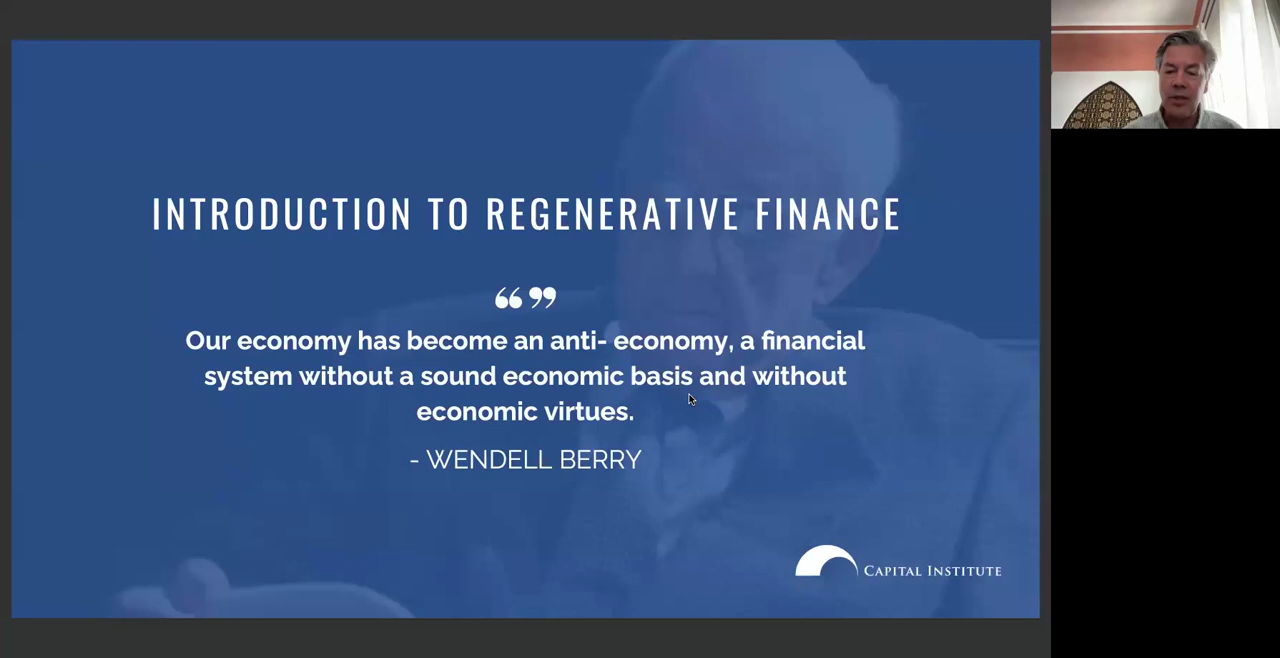 INTRODUCTION TO REGENERATIVE FINANCE
“ ”
Our economy has become an anti- economy, a financial
system without a sound economic basis and without
economic virtues.
- WENDELL BERRY
CAPITAL INSTITUTE